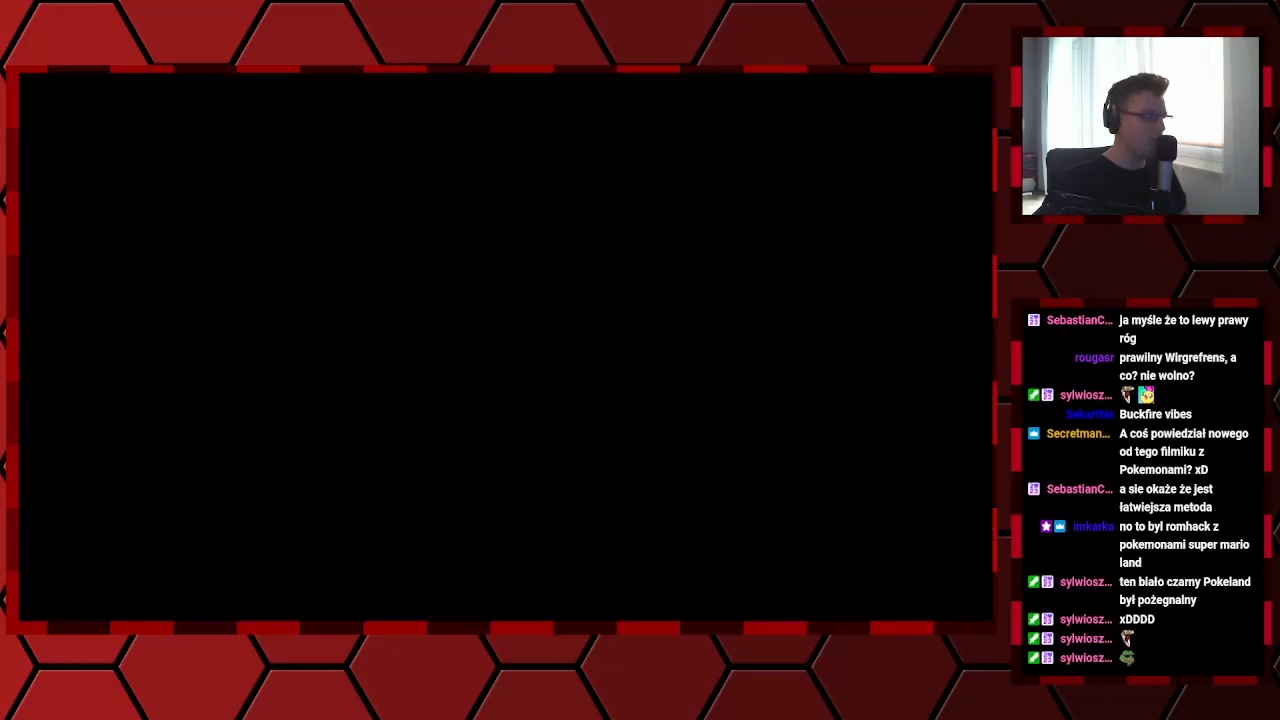 SebastianC... ja myśle że to lewy prawy
róg
rougasr prawilny Wirgrefrens, a
co? nie wolno?
sylwiosz...
Sekarthis Buckfire vibes
Secretman... A coś powiedział nowego
od tego filmiku z
Pokemonami? xD
SebastianC... a sie okaże że jest
łatwiejsza metoda
imkarka no to byl romhack z
pokemonami super mario
land
sylwiosz... ten biało czarny Pokeland
był pożegnalny
sylwiosz... xDDDD
sylwiosz...
sylwiosz...